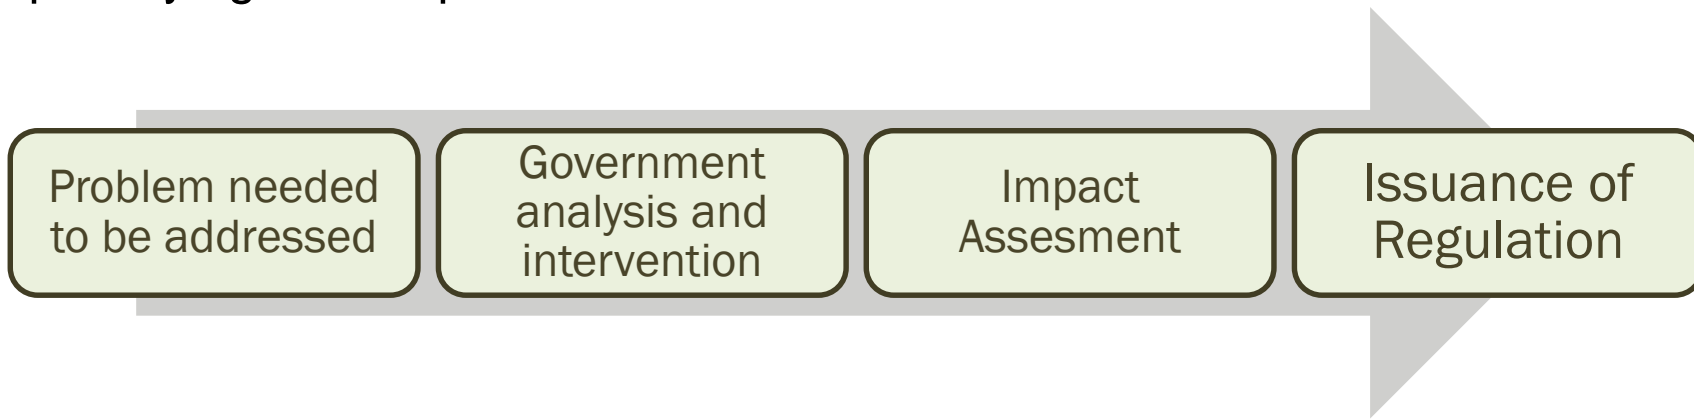 Problem needed
to be addressed
Government
analysis and
intervention
Impact
Assesment
Issuance of
Regulation